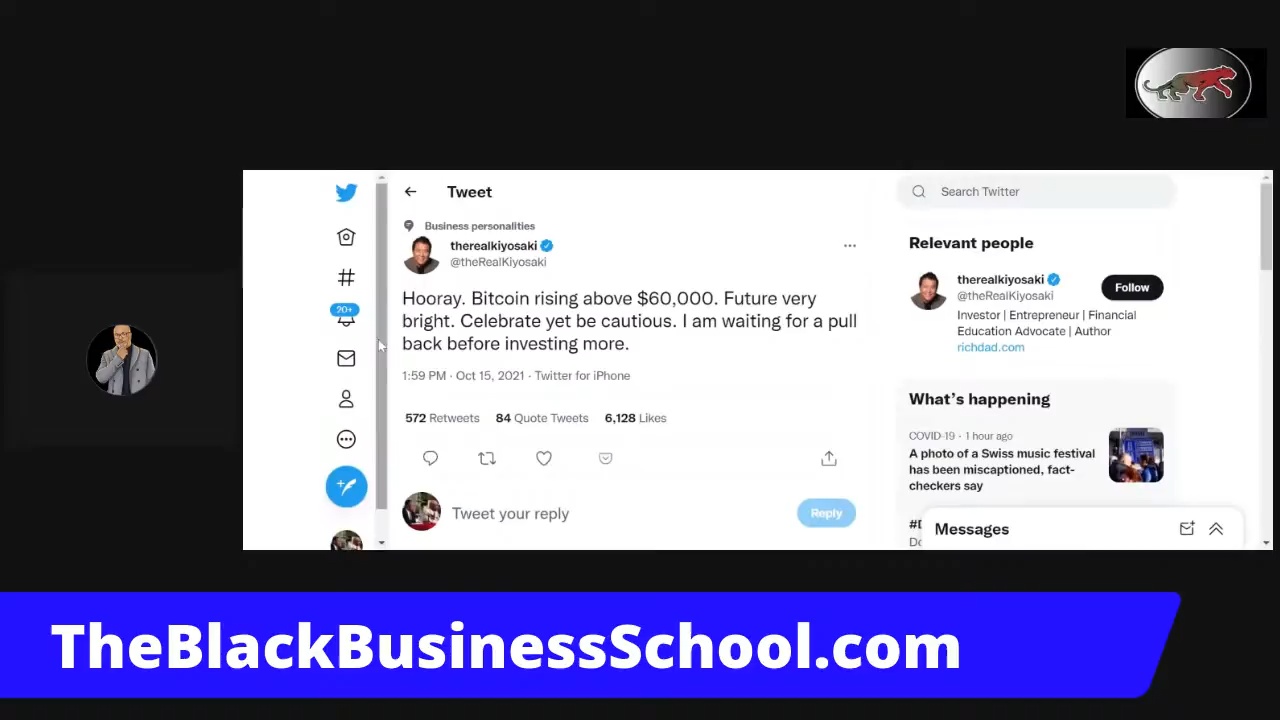 Tweet
Business personalities
therealkiyosaki
@theRealKiyosaki
Hooray. Bitcoin rising above $60,000. Future very
bright. Celebrate yet be cautious. I am waiting for a pull
back before investing more.
1:59 PM · Oct 15, 2021 · Twitter for iPhone
572 Retweets 84 Quote Tweets 6,128 Likes
Tweet your reply
Reply
20+
Search Twitter
Relevant people
therealkiyosaki
@theRealKiyosaki
Follow
Investor | Entrepreneur | Financial
Education Advocate | Author
richdad.com
What's happening
COVID-19 · 1 hour ago
A photo of a Swiss music festival
has been miscaptioned, fact-
checkers say
Messages
TheBlackBusinessSchool.com